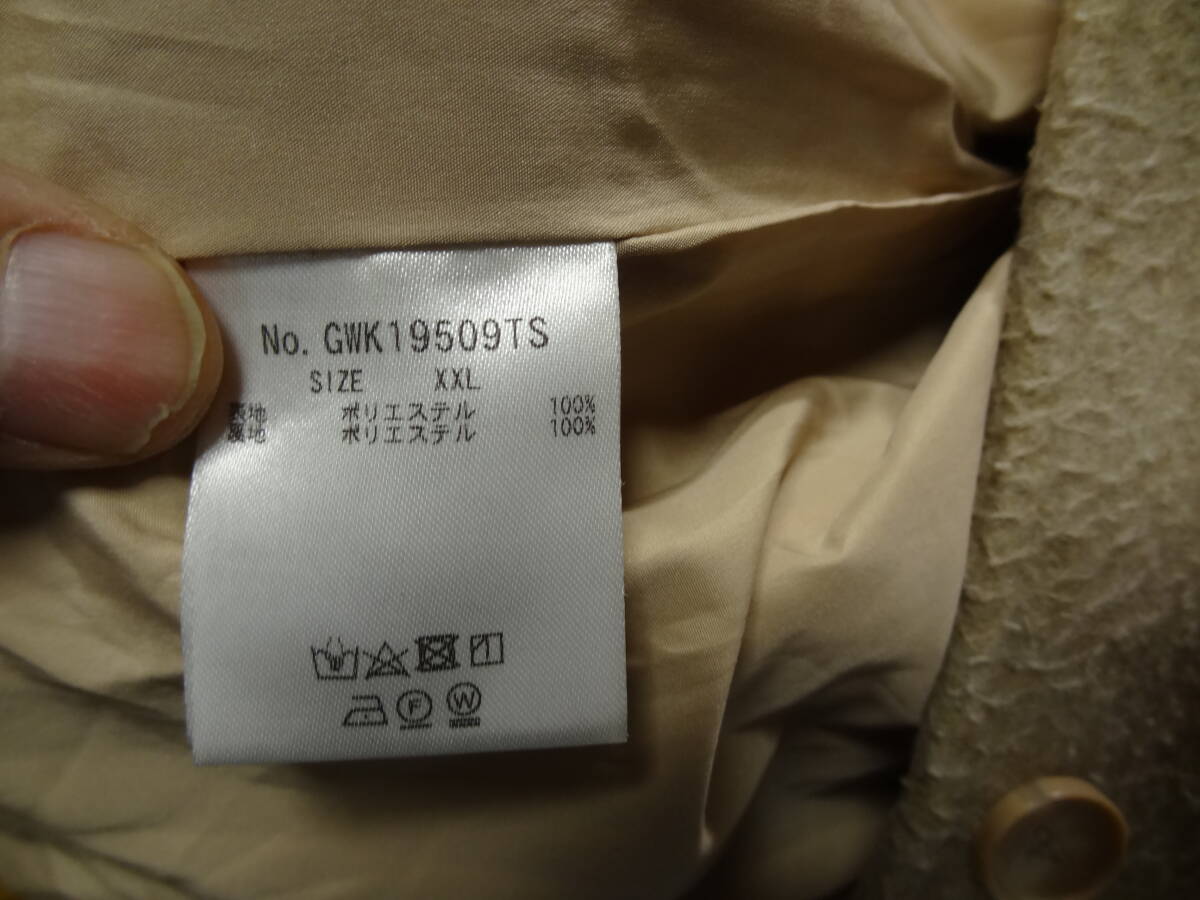 No. GWK19509TS
SIZE XXL
表地 ポリエステル 100%
裏地 ポリエステル 100%
F W